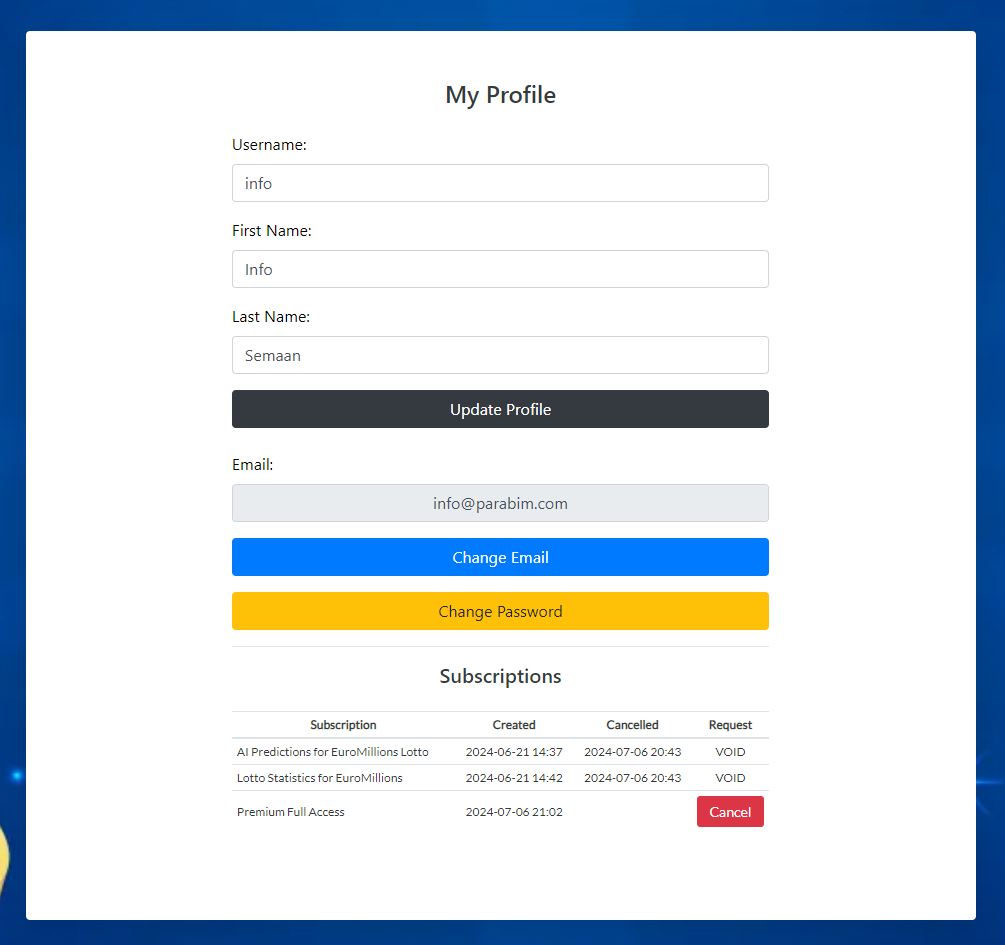 My Profile
Username:
info
First Name:
Info
Last Name:
Semaan
Update Profile
Email:
info@parabim.com
Change Email
Change Password
Subscriptions
Subscription Created Cancelled Request
AI Predictions for EuroMillions Lotto 2024-06-21 14:37 2024-07-06 20:43 VOID
Lotto Statistics for EuroMillions 2024-06-21 14:42 2024-07-06 20:43 VOID
Premium Full Access 2024-07-06 21:02 Cancel